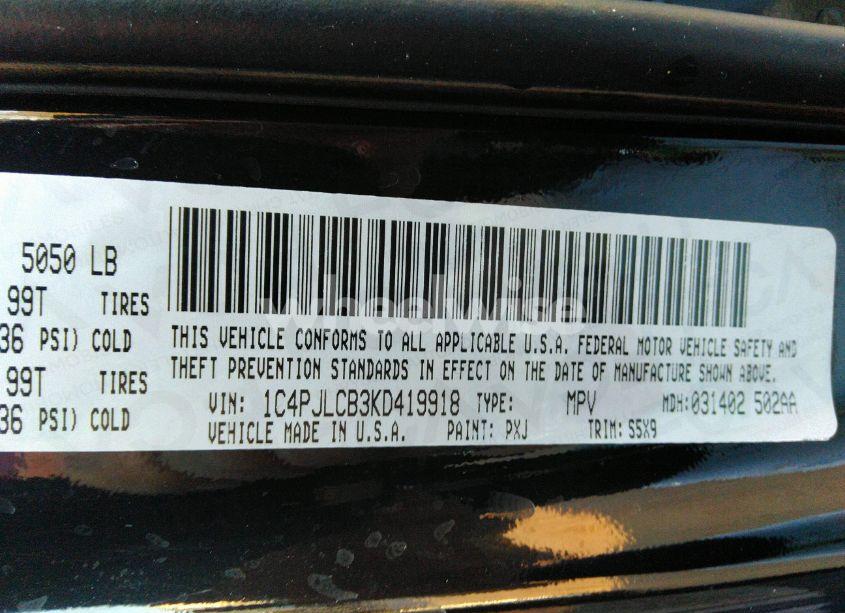 5050 LB
99T TIRES
36 PSI) COLD
99T TIRES
36 PSI) COLD
THIS VEHICLE CONFORMS TO ALL APPLICABLE U.S.A. FEDERAL MOTOR VEHICLE SAFETY AND
THEFT PREVENTION STANDARDS IN EFFECT ON THE DATE OF MANUFACTURE SHOWN ABOVE.
VIN: 1C4PJLCB3KD419918 TYPE: MPV MDH:031402 502AA
VEHICLE MADE IN U.S.A. PAINT: PXJ TRIM: S5X9
wheelwise